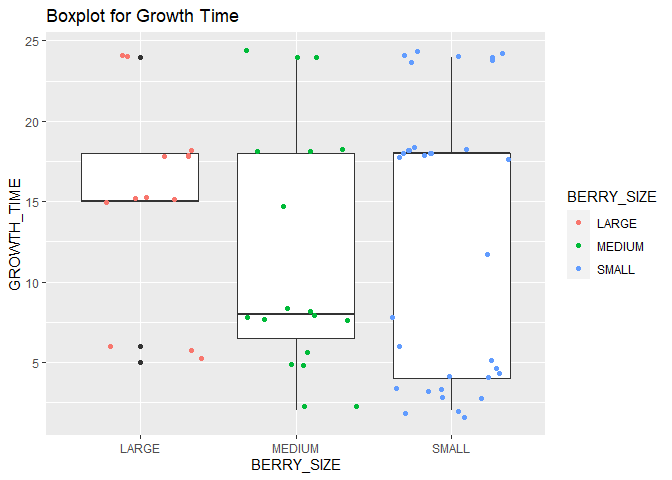 Boxplot for Growth Time
GROWTH_TIME
25
20
15
10
5
LARGE
MEDIUM
SMALL
BERRY_SIZE
BERRY_SIZE
LARGE
MEDIUM
SMALL